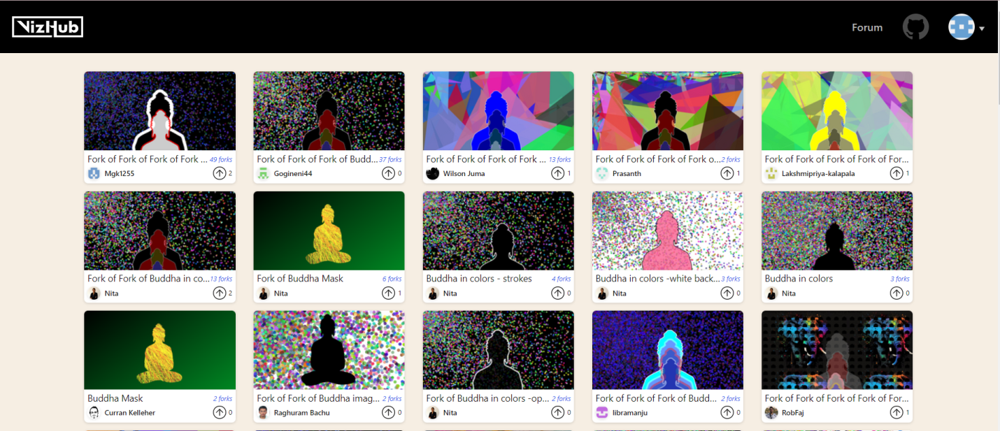 VizHub
Forum
Fork of Fork of Fork of Fork ... 49 forks
Mgk1255 2
Fork of Fork of Fork of Budd... 37 forks
Gogineni44 0
Fork of Fork of Fork of Fork ... 13 forks
Wilson Juma 1
Fork of Fork of Fork of Fork o... 2 forks
Prasanth 1
Fork of Fork of Fork of Fork of For...
Lakshmipriya-kalapala 1
Fork of Fork of Buddha in co... 13 forks
Nita 2
Fork of Buddha Mask 6 forks
Nita 1
Buddha in colors - strokes 4 forks
Nita 0
Buddha in colors -white back... 3 forks
Nita 0
Buddha in colors 3 forks
Nita 0
Buddha Mask 2 forks
Curran Kelleher 0
Fork of Fork of Buddha imag... 2 forks
Raghuram Bachu 0
Fork of Buddha in colors -op... 2 forks
Nita 0
Fork of Fork of Fork of Budd... 2 forks
libramanju 0
Fork of Fork of Fork of Fork of For...
RobFaj 1